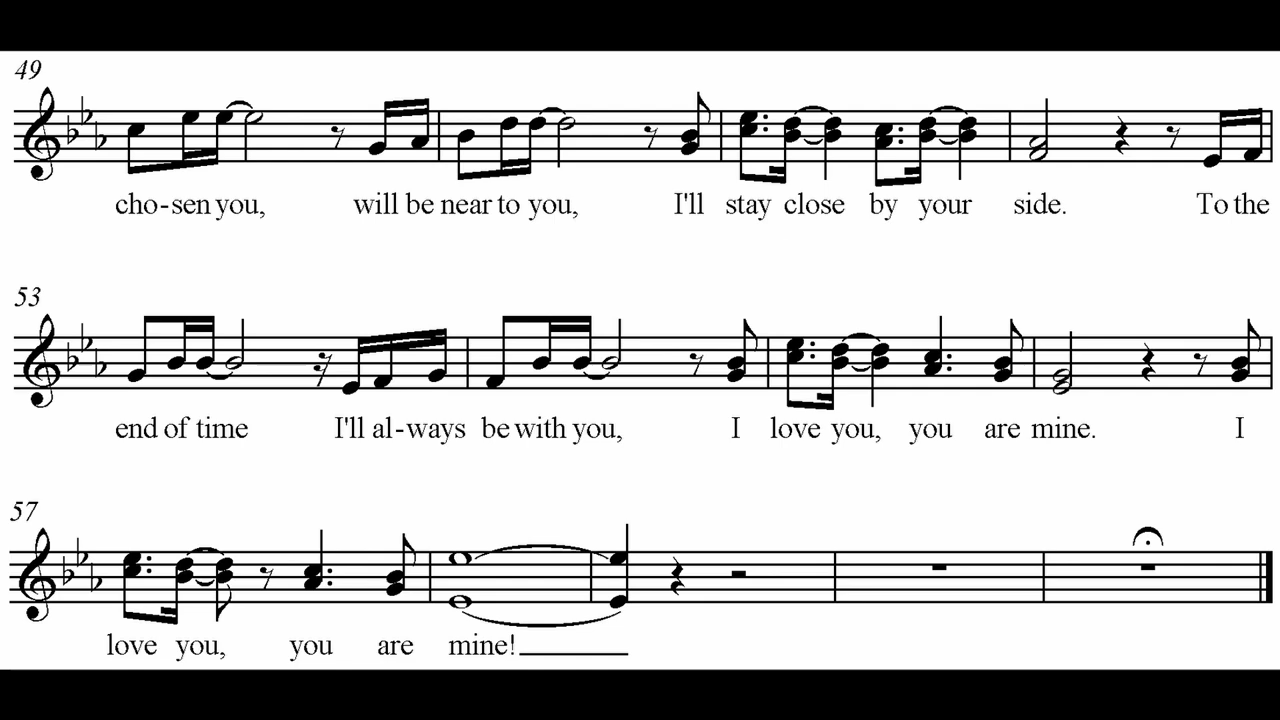 49
cho-sen you, will be near to you, I'll stay close by your side. To the
53
end of time I'll al-ways be with you, I love you, you are mine. I
57
love you, you are mine!